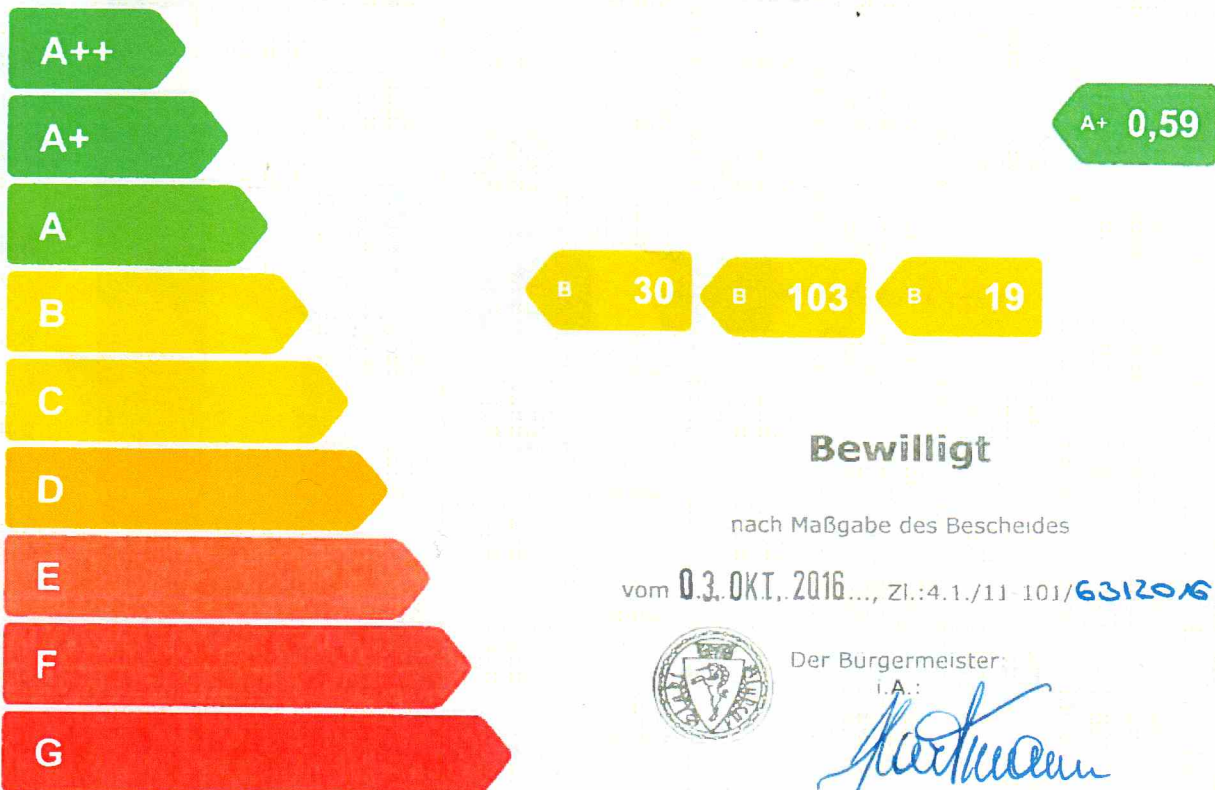 A++
A+
A+ 0,59
A
B
B 30
B 103
B 19
C
Bewilligt
D
nach Maßgabe des Bescheides
E
vom 03. OKT. 2016..., Zl.:4.1./11-101/6312016
F
Der Bürgermeister:
i.A.:
Hartmann
G